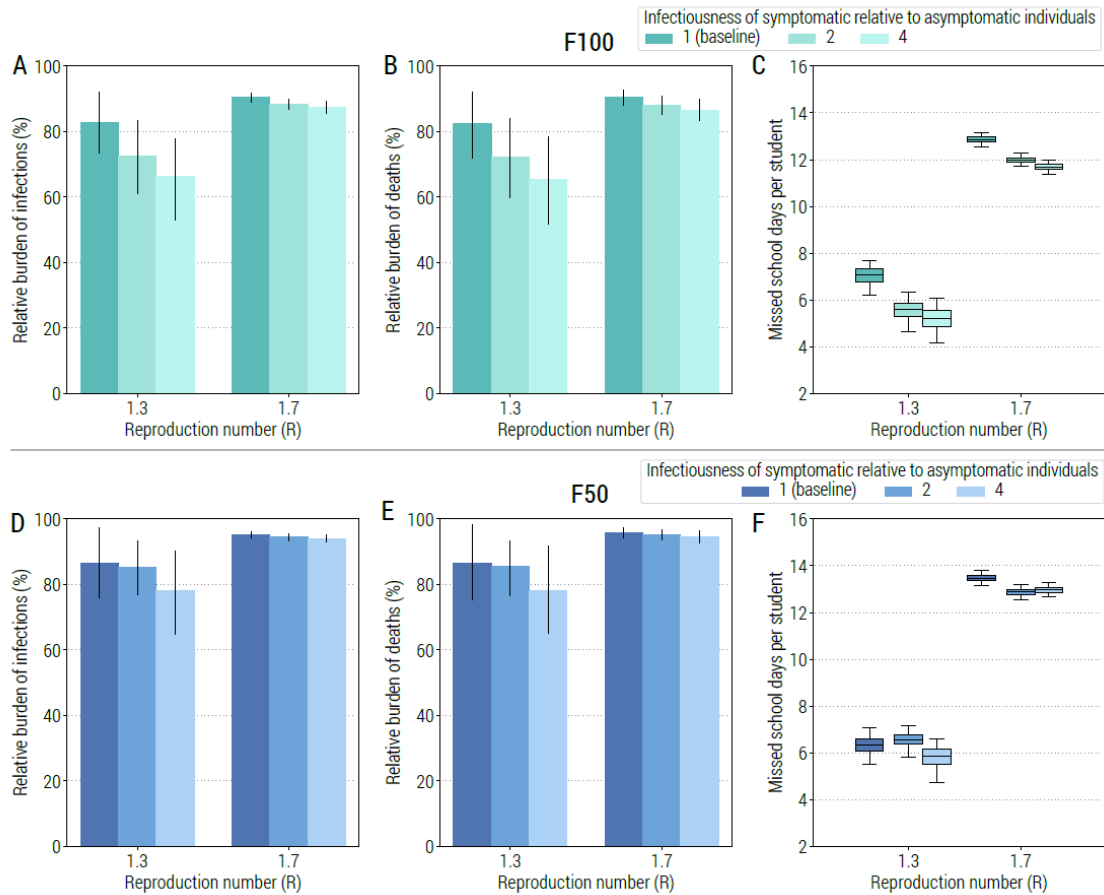 Infectiousness of symptomatic relative to asymptomatic individuals
F100
1 (baseline) 2 4
A
100
80
60
40
20
0
Relative burden of infections (%)
1.3 1.7
Reproduction number (R)
B
100
80
60
40
20
0
Relative burden of deaths (%)
1.3 1.7
Reproduction number (R)
C
16
14
12
10
8
6
4
2
Missed school days per student
1.3 1.7
Reproduction number (R)
Infectiousness of symptomatic relative to asymptomatic individuals
F50
1 (baseline) 2 4
D
100
80
60
40
20
0
Relative burden of infections (%)
1.3 1.7
Reproduction number (R)
E
100
80
60
40
20
0
Relative burden of deaths (%)
1.3 1.7
Reproduction number (R)
F
16
14
12
10
8
6
4
2
Missed school days per student
1.3 1.7
Reproduction number (R)